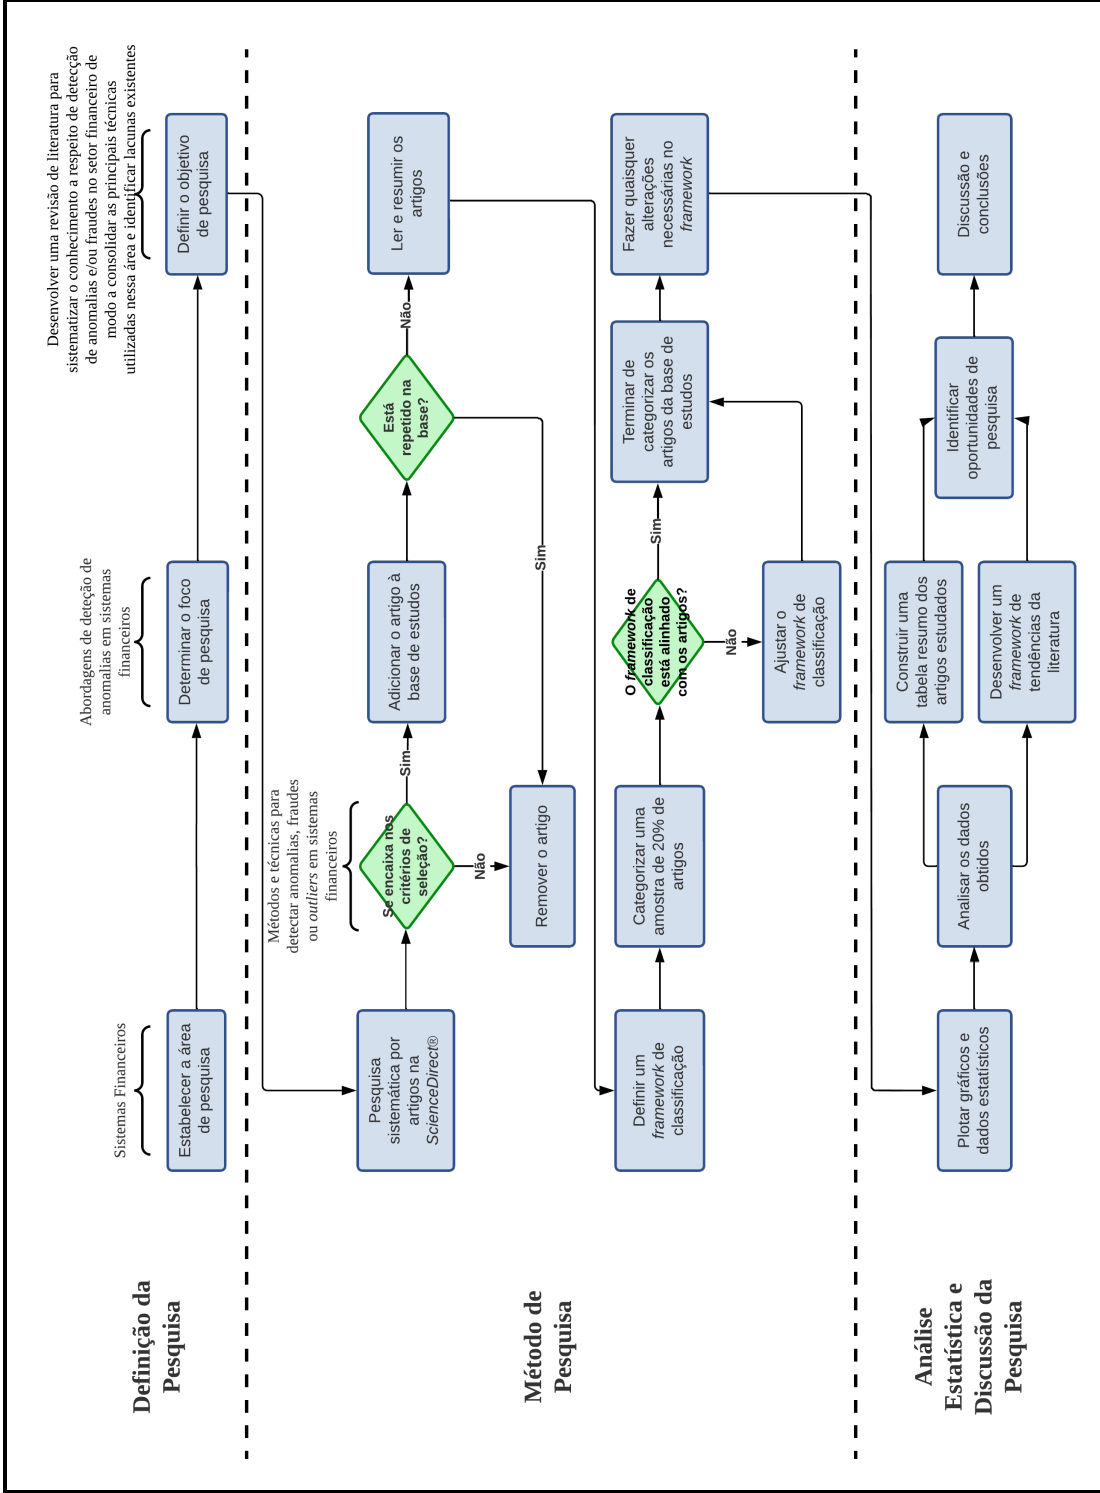 Definição da
Pesquisa
Sistemas Financeiros
Estabelecer a área
de pesquisa
Abordagens de deteção de
anomalias em sistemas
financeiros
Determinar o foco
de pesquisa
Desenvolver uma revisão de literatura para
sistematizar o conhecimento a respeito de detecção
de anomalias e/ou fraudes no setor financeiro de
modo a consolidar as principais técnicas
utilizadas nessa área e identificar lacunas existentes
Definir o objetivo
de pesquisa
Método de
Pesquisa
Pesquisa
sistemática por
artigos na
ScienceDirect®
Métodos e técnicas para
detectar anomalias, fraudes
ou outliers em sistemas
financeiros
Se encaixa nos
critérios de
seleção?
Sim
Não
Remover o artigo
Adicionar o artigo à
base de estudos
Está
repetido na
base?
Sim
Não
Ler e resumir os
artigos
Definir um
framework de
classificação
Categorizar uma
amostra de 20% de
artigos
O framework de
classificação
está alinhado
com os artigos?
Sim
Não
Ajustar o
framework de
classificação
Terminar de
categorizar os
artigos da base de
estudos
Fazer quaisquer
alterações
necessárias no
framework
Análise
Estatística e
Discussão da
Pesquisa
Plotar gráficos e
dados estatísticos
Analisar os dados
obtidos
Construir uma
tabela resumo dos
artigos estudados
Desenvolver um
framework de
tendências da
literatura
Identificar
oportunidades de
pesquisa
Discussão e
conclusões